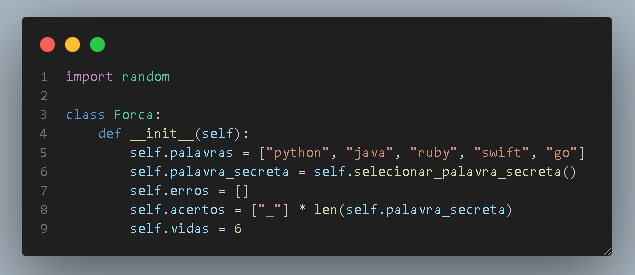 1 import random
2
3 class Forca:
4     def __init__(self):
5         self.palavras = ["python", "java", "ruby", "swift", "go"]
6         self.palavra_secreta = self.selecionar_palavra_secreta()
7         self.erros = []
8         self.acertos = ["_"] * len(self.palavra_secreta)
9         self.vidas = 6